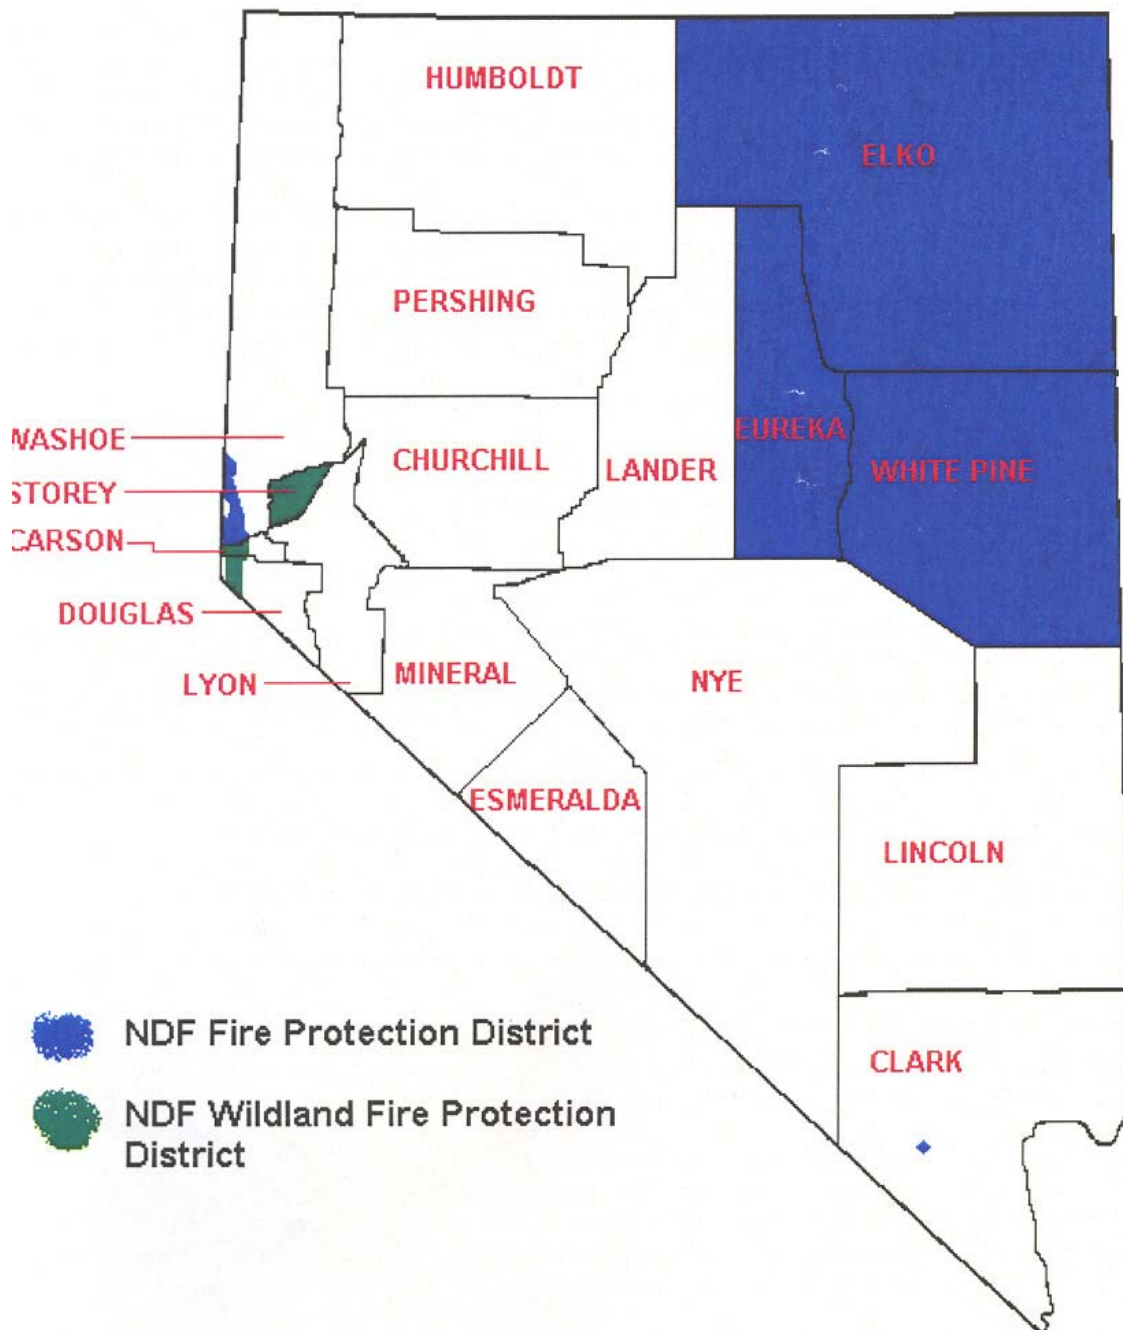 HUMBOLDT
ELKO
PERSHING
WASHOE
EUREKA
CHURCHILL
LANDER
WHITE PINE
STOREY
CARSON
DOUGLAS
LYON
MINERAL
NYE
ESMERALDA
LINCOLN
NDF Fire Protection District
CLARK
NDF Wildland Fire Protection
District